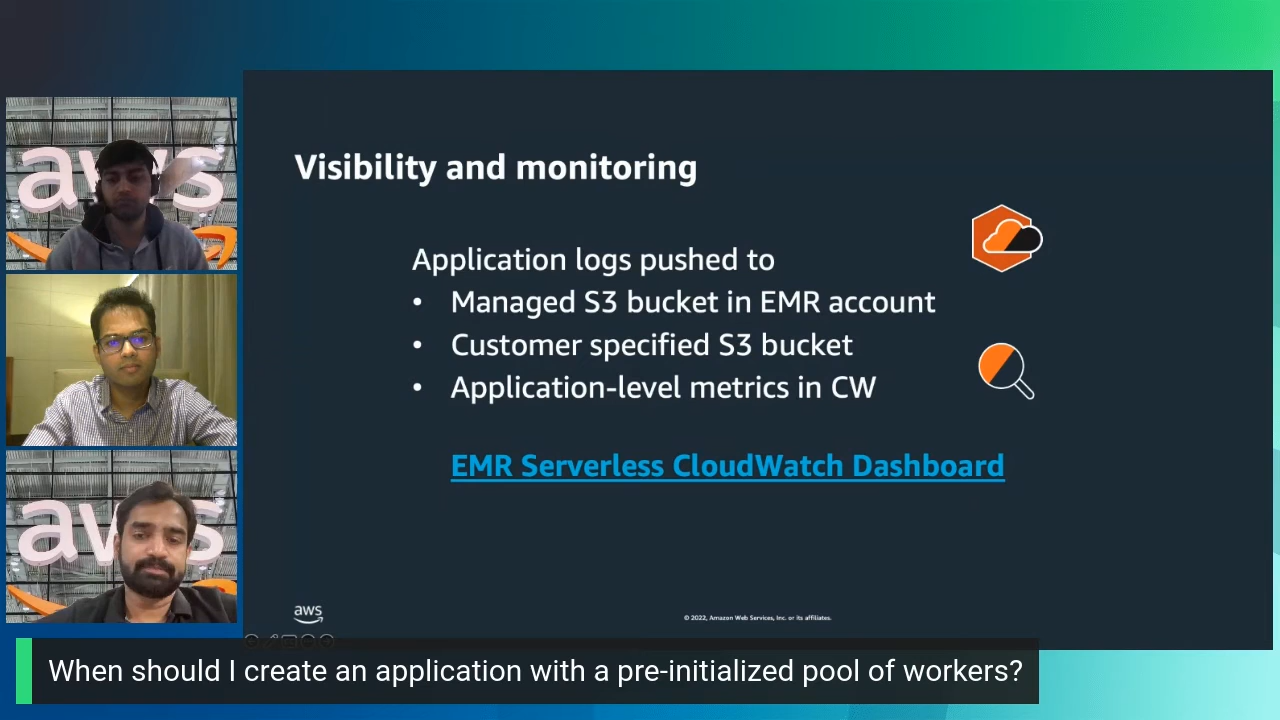 aws
Visibility and monitoring
Application logs pushed to
• Managed S3 bucket in EMR account
• Customer specified S3 bucket
• Application-level metrics in CW
EMR Serverless CloudWatch Dashboard
aws
aws
© 2022, Amazon Web Services, Inc. or its affiliates.
When should I create an application with a pre-initialized pool of workers?